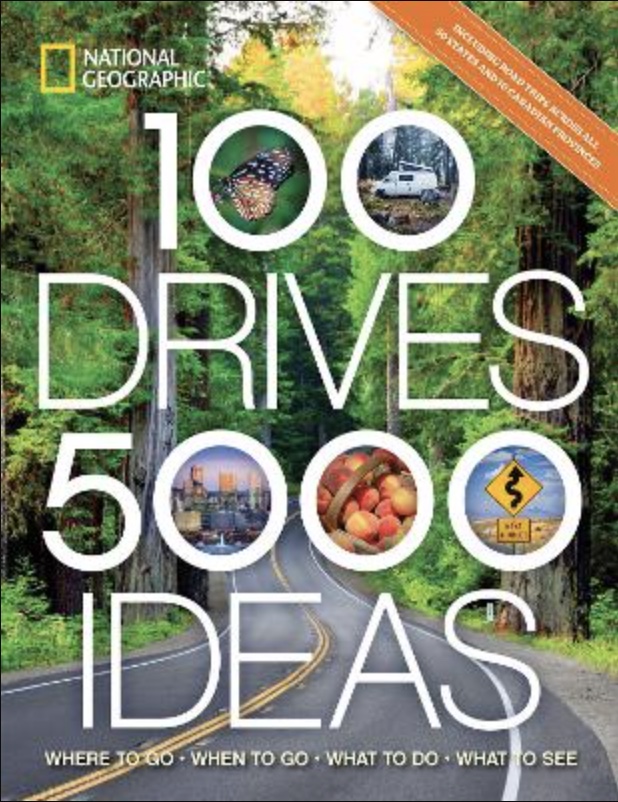 NATIONAL
GEOGRAPHIC
INCLUDING ROAD TRIPS ACROSS ALL
50 STATES AND 10 CANADIAN PROVINCES!
100
DRIVES
5000
IDEAS
WHERE TO GO • WHEN TO GO • WHAT TO DO • WHAT TO SEE